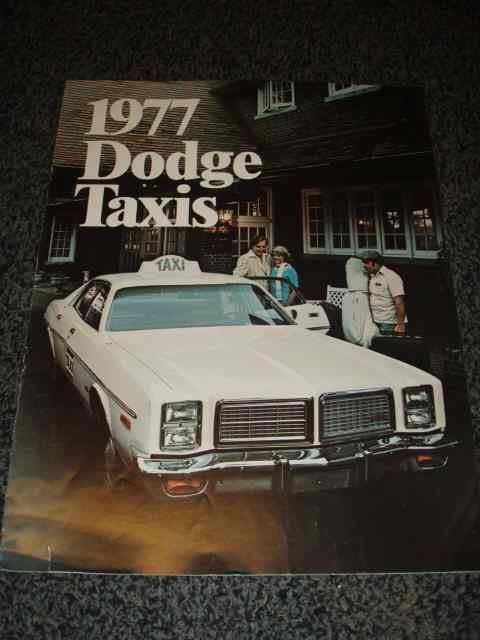 1977
Dodge
Taxis
TAXI